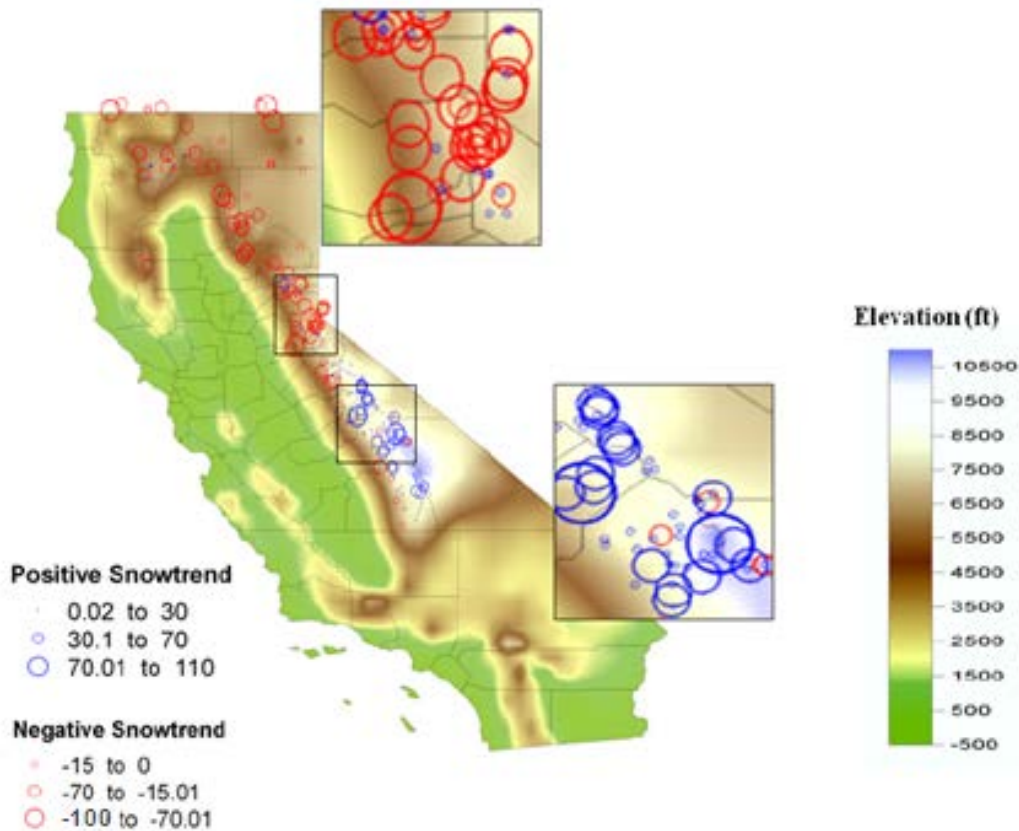 Elevation (ft)
10500
9500
8500
7500
6500
5500
4500
3500
2500
1500
500
-500
Positive Snowtrend
0.02 to 30
30.1 to 70
70.01 to 110
Negative Snowtrend
-15 to 0
-70 to -15.01
-100 to -70.01